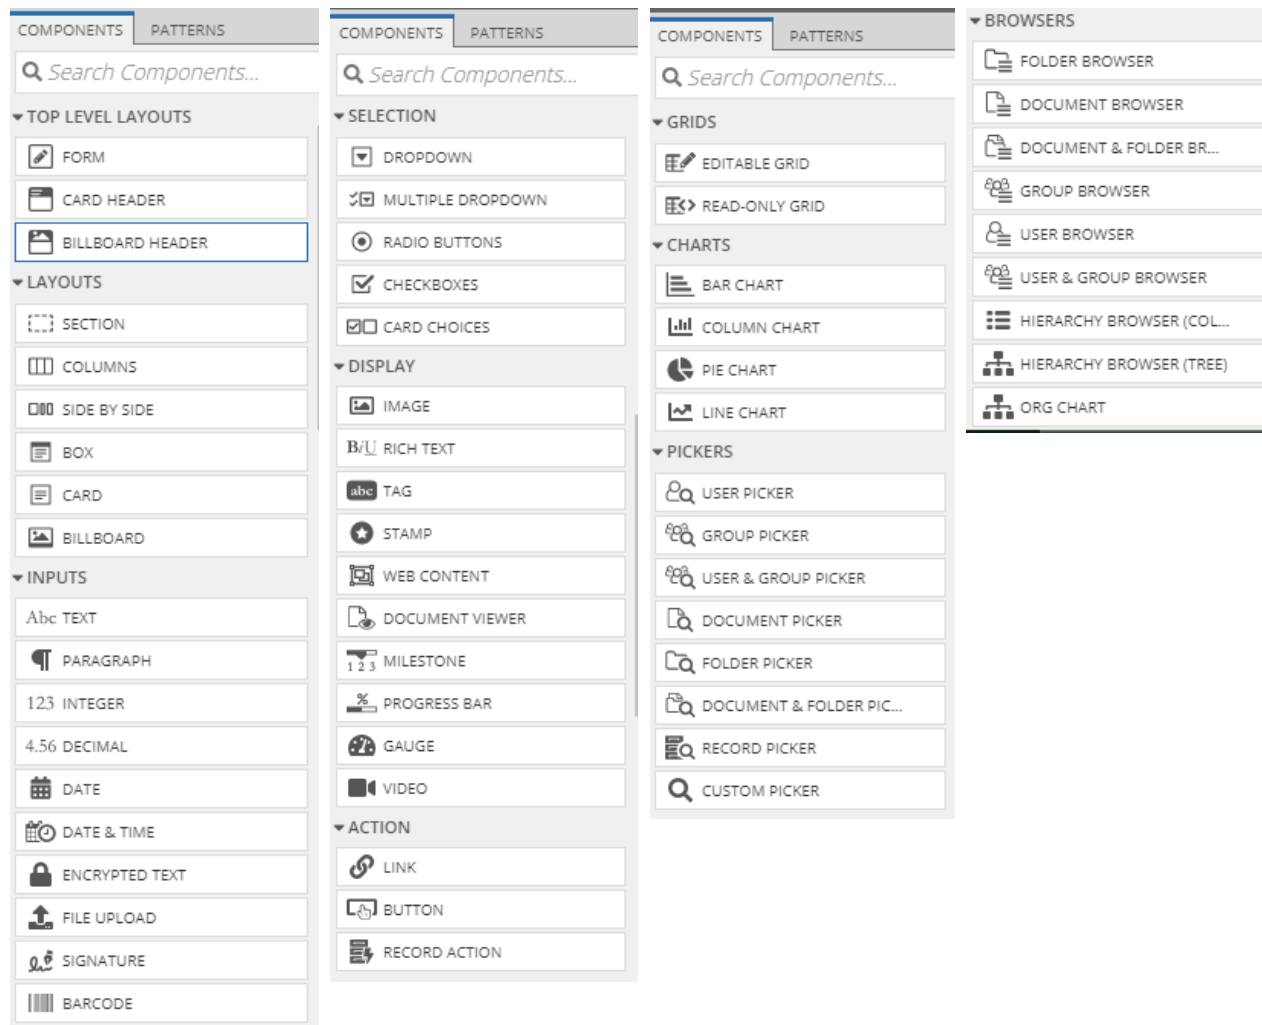 COMPONENTS PATTERNS
Search Components...
TOP LEVEL LAYOUTS
FORM
CARD HEADER
BILLBOARD HEADER
LAYOUTS
SECTION
COLUMNS
SIDE BY SIDE
BOX
CARD
BILLBOARD
INPUTS
Abc TEXT
PARAGRAPH
123 INTEGER
4.56 DECIMAL
DATE
DATE & TIME
ENCRYPTED TEXT
FILE UPLOAD
SIGNATURE
BARCODE
COMPONENTS PATTERNS
Search Components...
SELECTION
DROPDOWN
MULTIPLE DROPDOWN
RADIO BUTTONS
CHECKBOXES
CARD CHOICES
DISPLAY
IMAGE
B/U RICH TEXT
abc TAG
STAMP
WEB CONTENT
DOCUMENT VIEWER
1 2 3 MILESTONE
% PROGRESS BAR
GAUGE
VIDEO
ACTION
LINK
BUTTON
RECORD ACTION
COMPONENTS PATTERNS
Search Components...
GRIDS
EDITABLE GRID
READ-ONLY GRID
CHARTS
BAR CHART
COLUMN CHART
PIE CHART
LINE CHART
PICKERS
USER PICKER
GROUP PICKER
USER & GROUP PICKER
DOCUMENT PICKER
FOLDER PICKER
DOCUMENT & FOLDER PIC...
RECORD PICKER
CUSTOM PICKER
BROWSERS
FOLDER BROWSER
DOCUMENT BROWSER
DOCUMENT & FOLDER BR...
GROUP BROWSER
USER BROWSER
USER & GROUP BROWSER
HIERARCHY BROWSER (COL...
HIERARCHY BROWSER (TREE)
ORG CHART